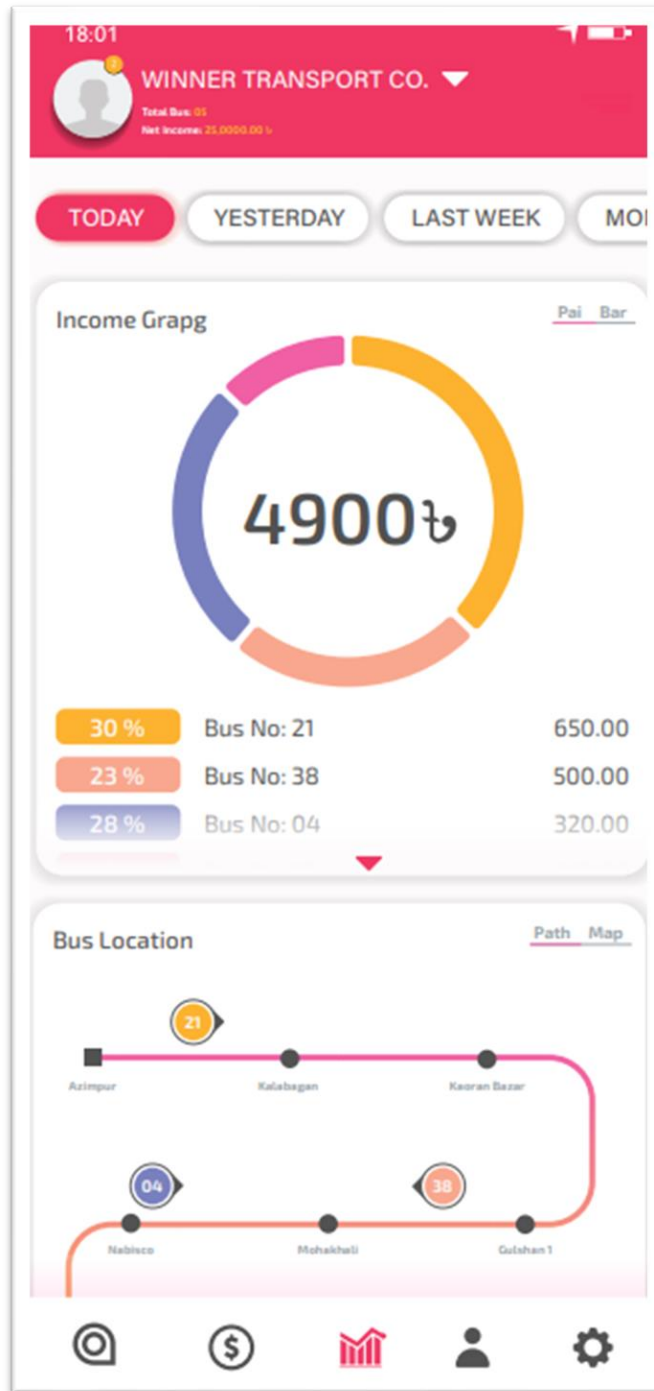 18:01
2
WINNER TRANSPORT CO.
Total Bus: 05
Net Income: 25,0000.00 ৳
TODAY YESTERDAY LAST WEEK MO
Income Grapg Pai Bar
4900৳
30 % Bus No: 21 650.00
23 % Bus No: 38 500.00
28 % Bus No: 04 320.00
Bus Location Path Map
21
Azimpur Kalabagan Kaoran Bazar
04 38
Nabisco Mohakhali Gulshan 1
$